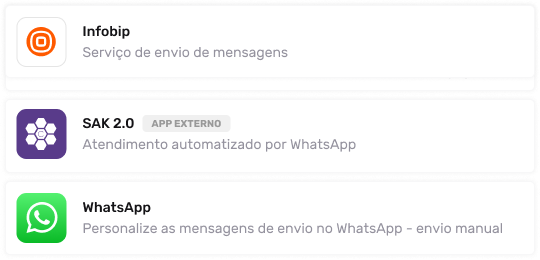 Infobip
Serviço de envio de mensagens
SAK 2.0 APP EXTERNO
Atendimento automatizado por WhatsApp
WhatsApp
Personalize as mensagens de envio no WhatsApp - envio manual